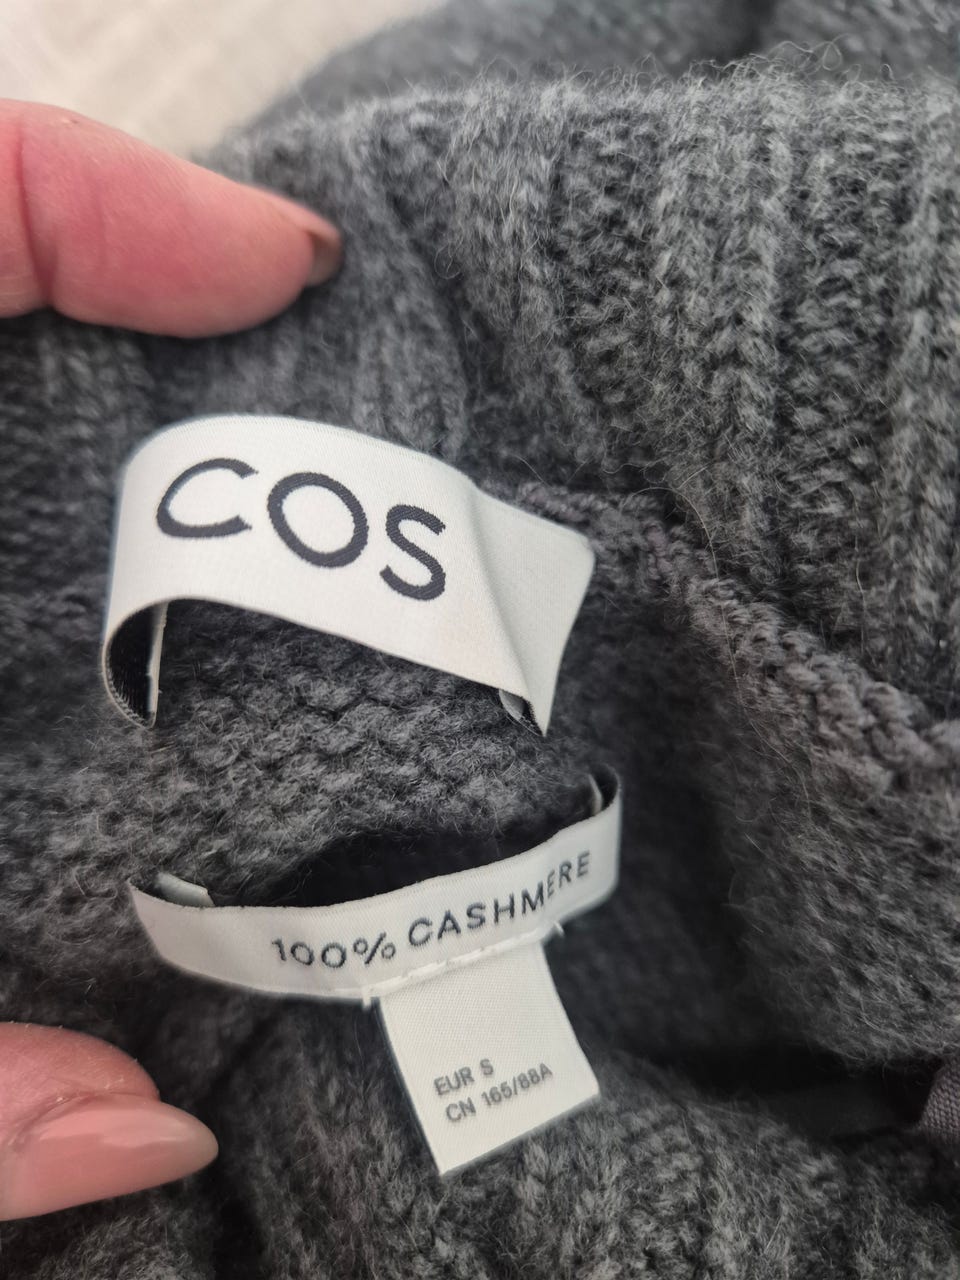 COS
100% CASHMERE
EUR S
CN 165/88A